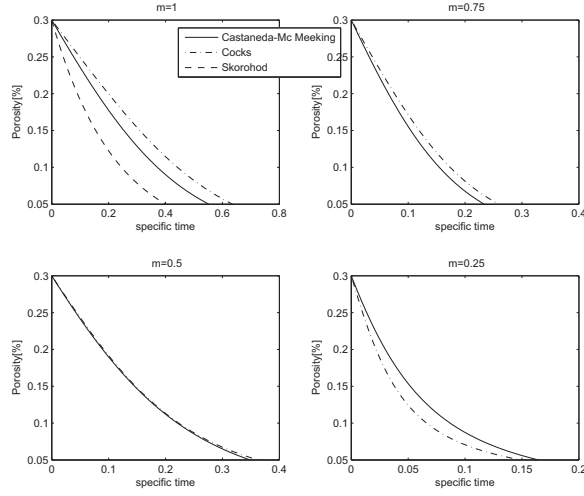 m=1
0.3
0.25
0.2
0.15
0.1
0.05
Porosity[%]
0 0.2 0.4 0.6 0.8
specific time
Castaneda-Mc Meeking
Cocks
Skorohod
m=0.75
0.3
0.25
0.2
0.15
0.1
0.05
Porosity[%]
0 0.1 0.2 0.3 0.4
specific time
m=0.5
0.3
0.25
0.2
0.15
0.1
0.05
Porosity[%]
0 0.1 0.2 0.3 0.4
specific time
m=0.25
0.3
0.25
0.2
0.15
0.1
0.05
Porosity[%]
0 0.05 0.1 0.15 0.2
specific time